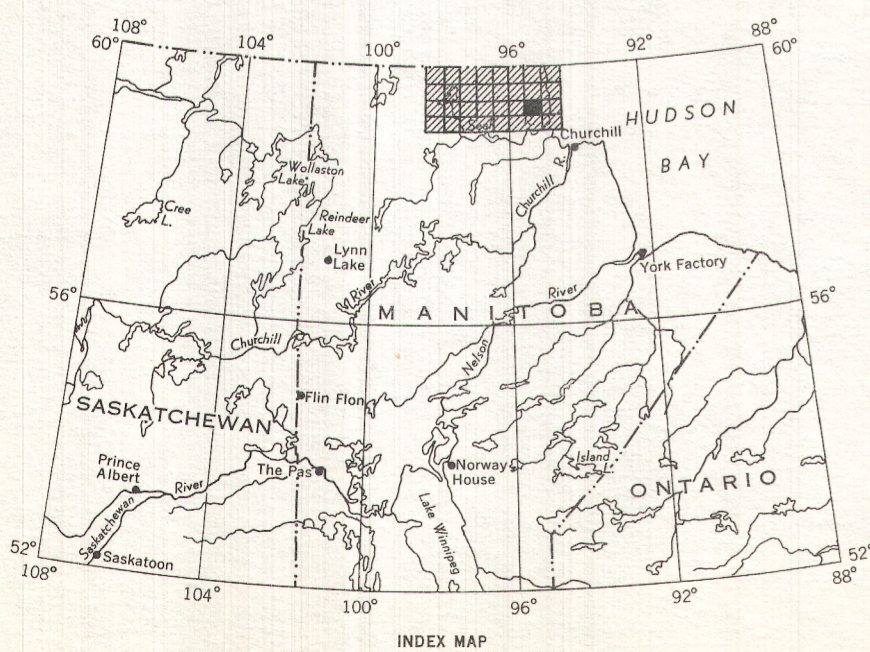 108°
60°
104°
100°
96°
92°
88°
60°
HUDSON
BAY
Seal
Churchill
Churchill R.
Wollaston
Lake
Cree
L.
Reindeer
Lake
Lynn
Lake
River
York Factory
River
56°
MANITOBA
56°
Churchill
Nelson
Flin Flon
SASKATCHEWAN
Prince
Albert
River
The Pas
Norway
House
Island L.
ONTARIO
Saskatchewan
Lake Winnipeg
Saskatoon
52°
108°
104°
100°
96°
92°
52°
88°
INDEX MAP